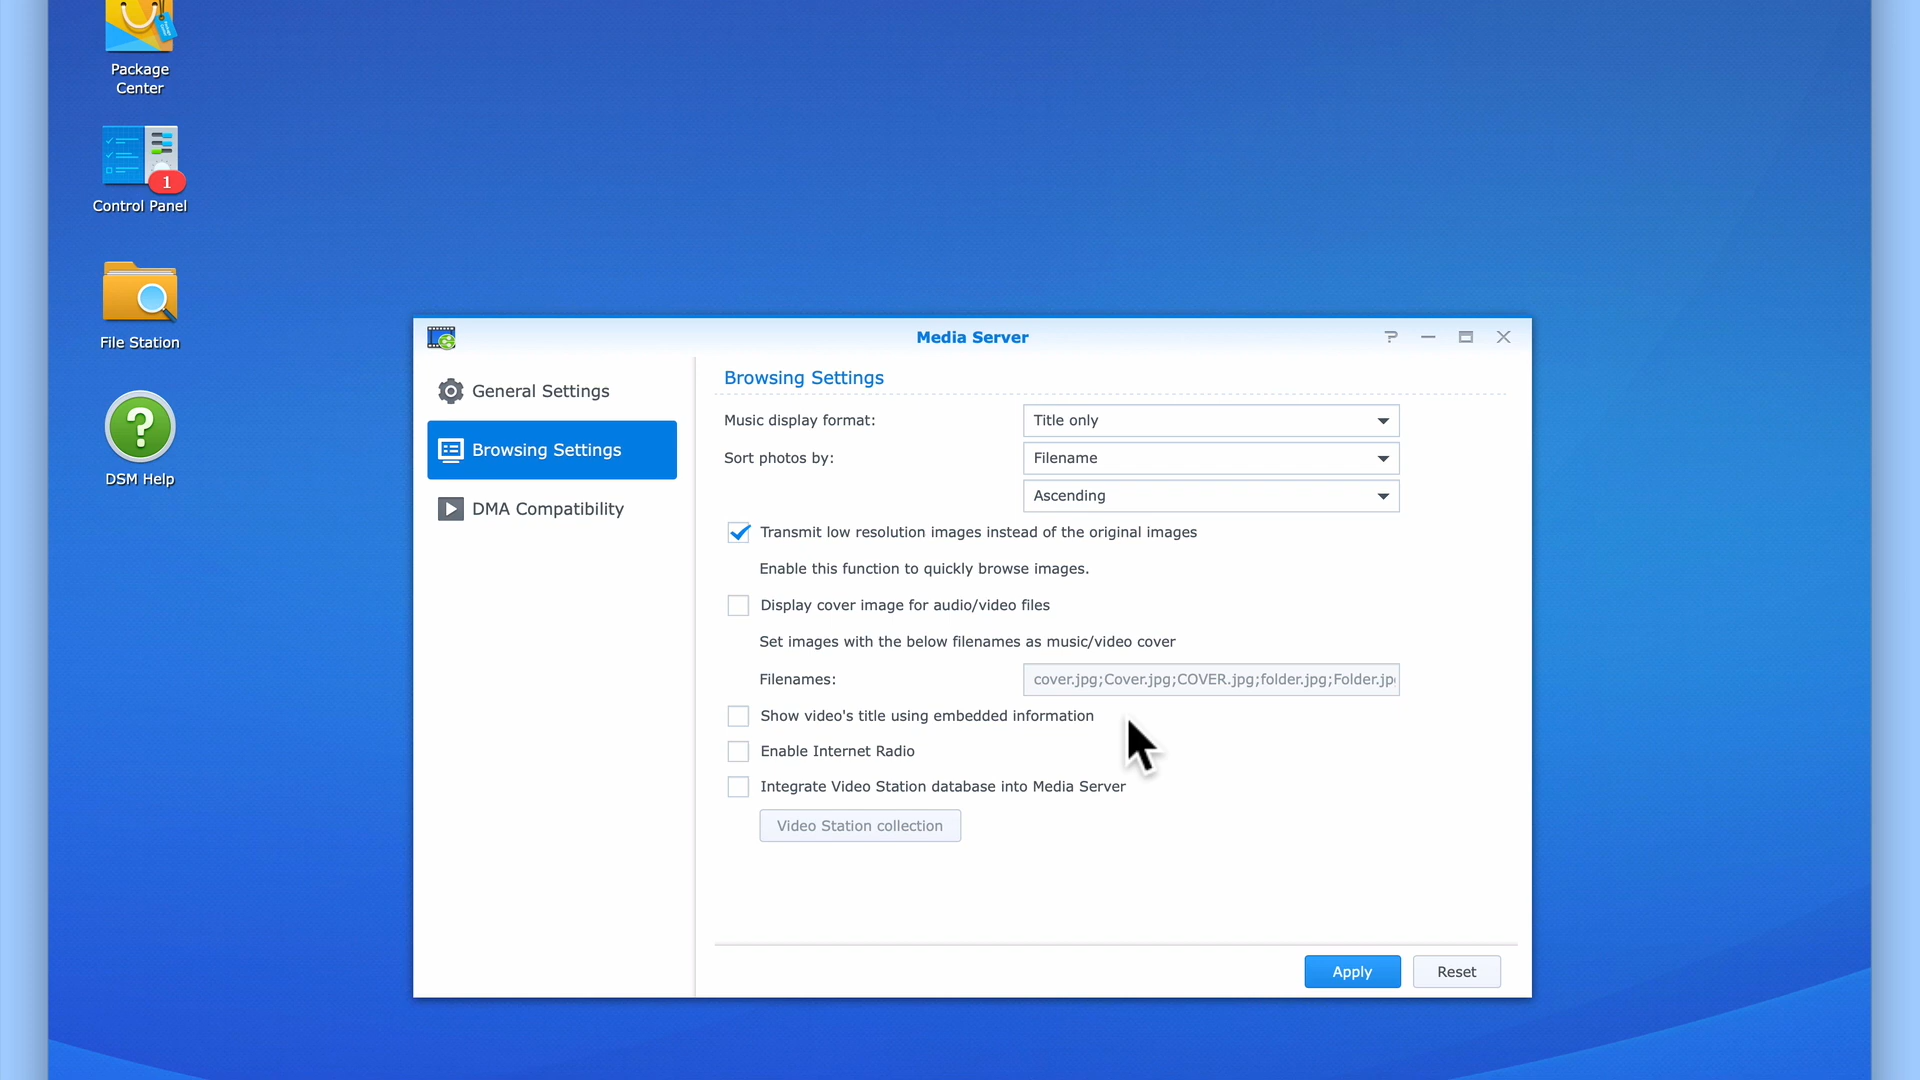 Package
Center
1
Control Panel
File Station
?
DSM Help
Media Server
?
General Settings
Browsing Settings
DMA Compatibility
Browsing Settings
Music display format: Title only
Sort photos by: Filename
Ascending
Transmit low resolution images instead of the original images
Enable this function to quickly browse images.
Display cover image for audio/video files
Set images with the below filenames as music/video cover
Filenames: cover.jpg;Cover.jpg;COVER.jpg;folder.jpg;Folder.jp
Show video's title using embedded information
Enable Internet Radio
Integrate Video Station database into Media Server
Video Station collection
Apply Reset